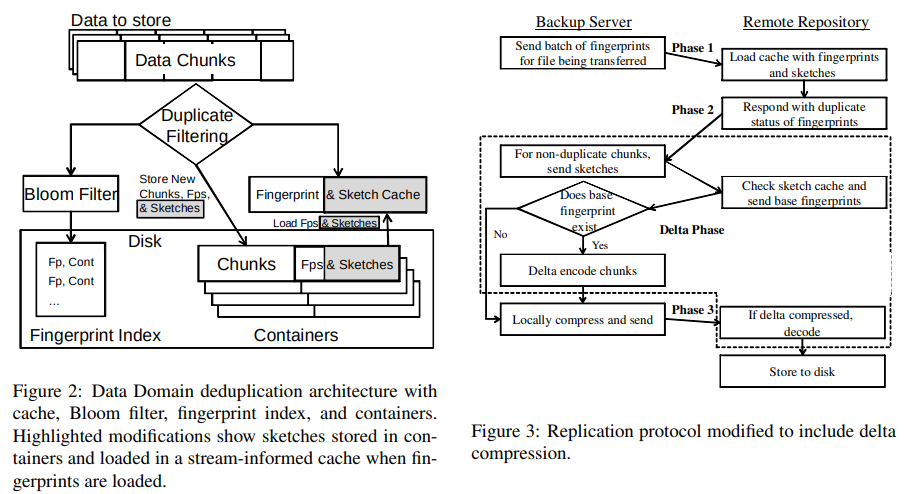 Data to store
Data Chunks
Duplicate
Filtering
Bloom Filter
Store New
Chunks, Fps,
& Sketches
Fingerprint & Sketch Cache
Load Fps & Sketches
Disk
Fp, Cont
Fp, Cont
...
Chunks
Fps & Sketches
Fingerprint Index
Containers
Figure 2: Data Domain deduplication architecture with
cache, Bloom filter, fingerprint index, and containers.
Highlighted modifications show sketches stored in con-
tainers and loaded in a stream-informed cache when fin-
gerprints are loaded.
Backup Server
Remote Repository
Send batch of fingerprints
for file being transferred
Phase 1
Load cache with fingerprints
and sketches
Phase 2
Respond with duplicate
status of fingerprints
For non-duplicate chunks,
send sketches
Check sketch cache and
send base fingerprints
Does base
fingerprint
exist
Delta Phase
No
Yes
Delta encode chunks
Locally compress and send
Phase 3
If delta compressed,
decode
Store to disk
Figure 3: Replication protocol modified to include delta
compression.